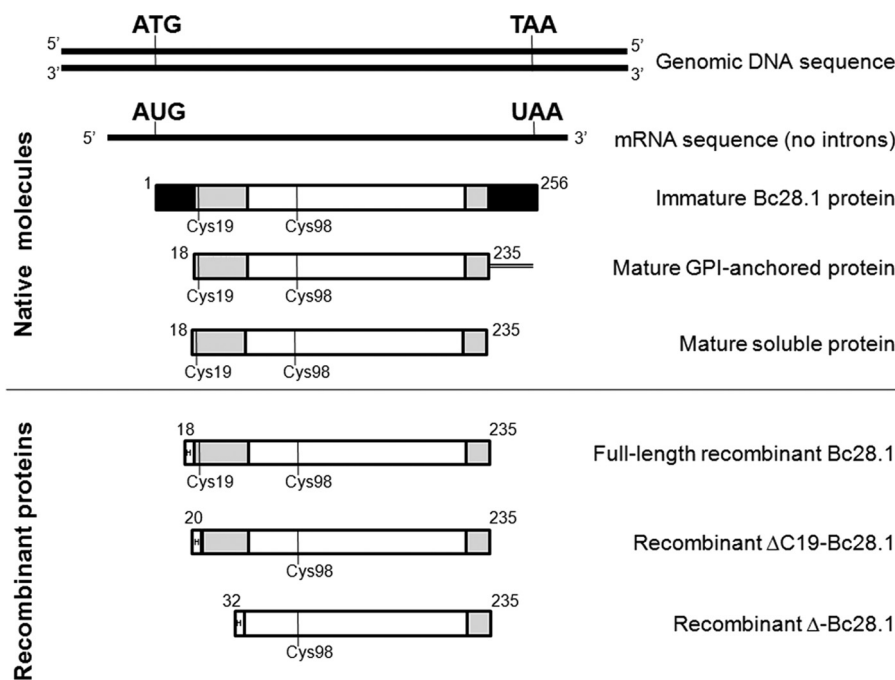 ATG TAA
5’ 5’
3’ 3’
Genomic DNA sequence
AUG UAA
5’ 3’
mRNA sequence (no introns)
Native molecules
1 256
Immature Bc28.1 protein
Cys19 Cys98
18 235
Mature GPI-anchored protein
Cys19 Cys98
18 235
Mature soluble protein
Cys19 Cys98
Recombinant proteins
18 235
H
Full-length recombinant Bc28.1
Cys19 Cys98
20 235
H
Recombinant ΔC19-Bc28.1
Cys98
32 235
H
Recombinant Δ-Bc28.1
Cys98